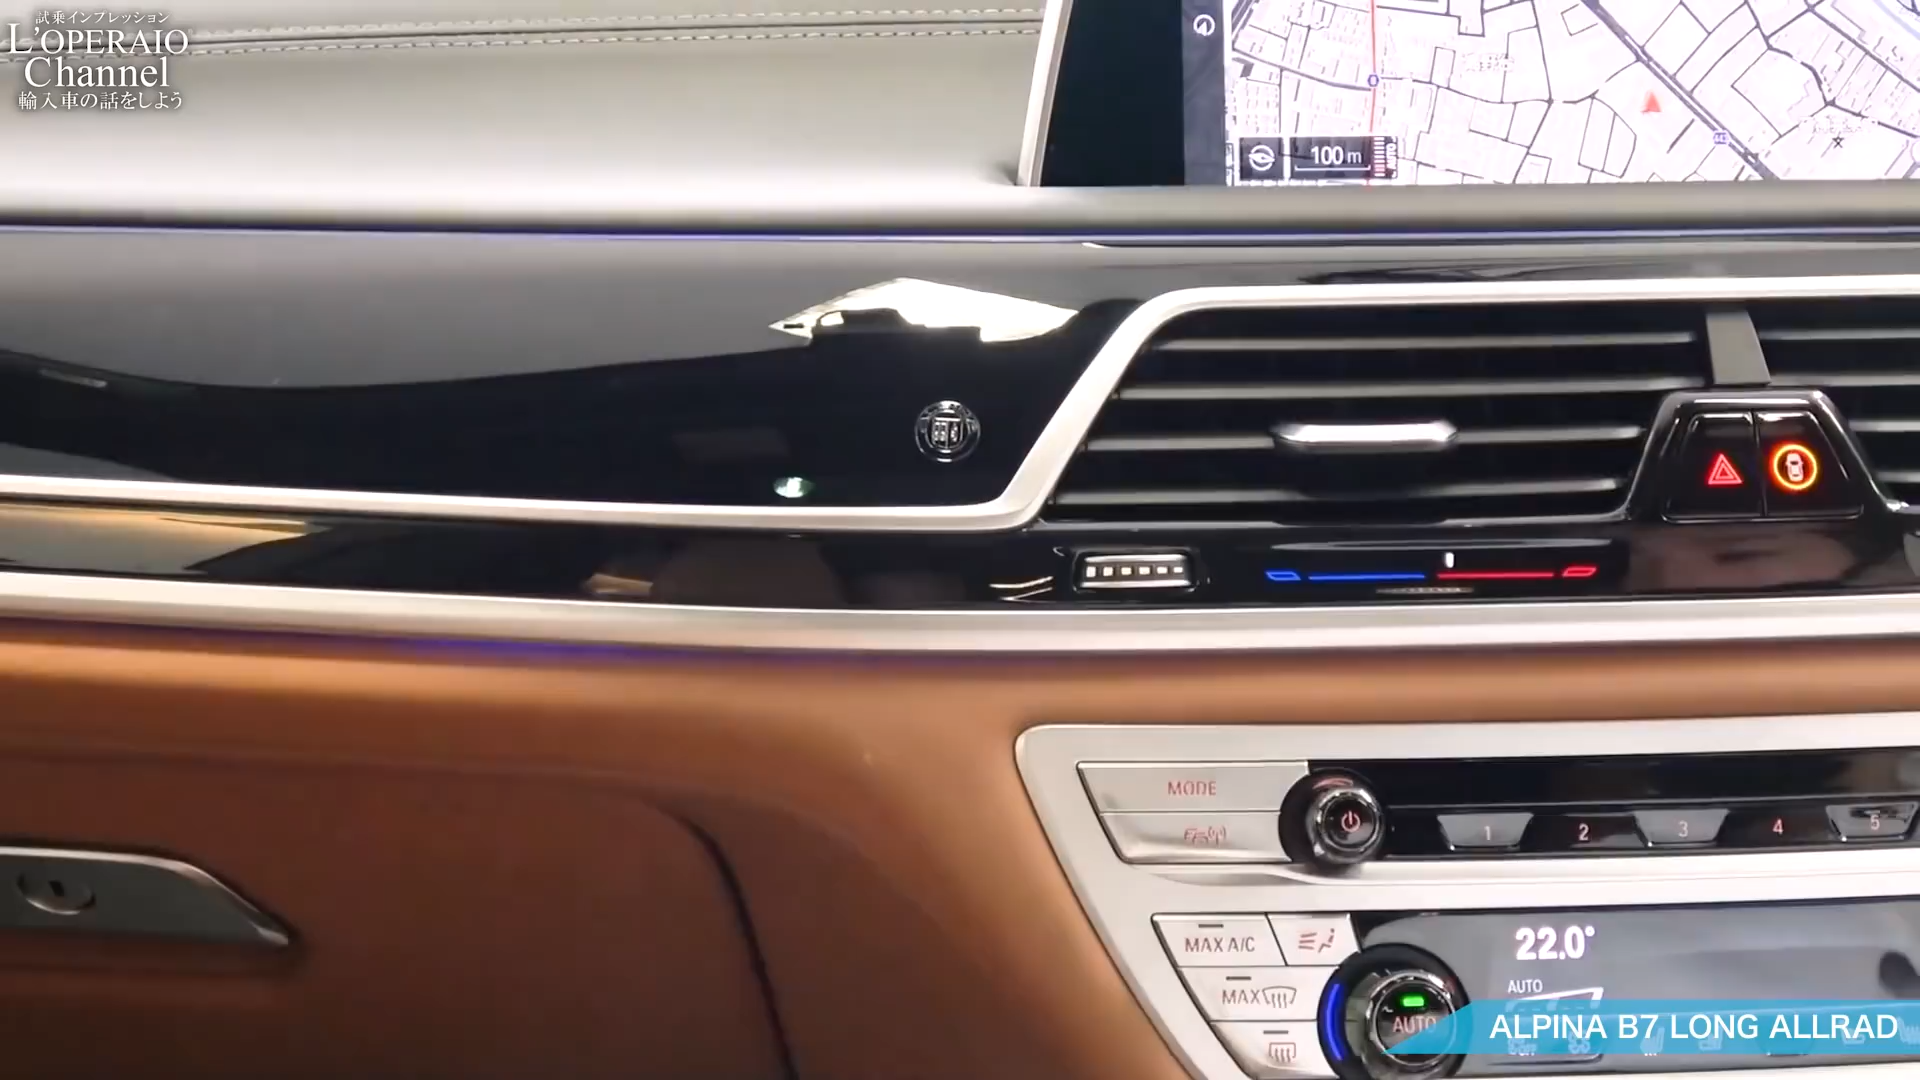 試乗インプレッション
L'OPERAIO
Channel
輸入車の話をしよう
100 m
MODE
1 2 3 4 5
MAX A/C
22.0°
AUTO
MAX
AUTO
ALPINA B7 LONG ALLRAD